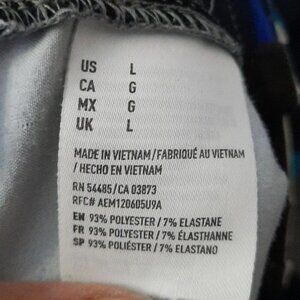 US L
CA G
MX G
UK L
MADE IN VIETNAM/FABRIQUÉ AU VIETNAM
/ HECHO EN VIETNAM
RN 54485/CA 03873
RFC# AEM120605U9A
EN 93% POLYESTER / 7% ELASTANE
FR 93% POLYESTER / 7% ÉLASTHANNE
SP 93% POLIÉSTER / 7% ELASTANO